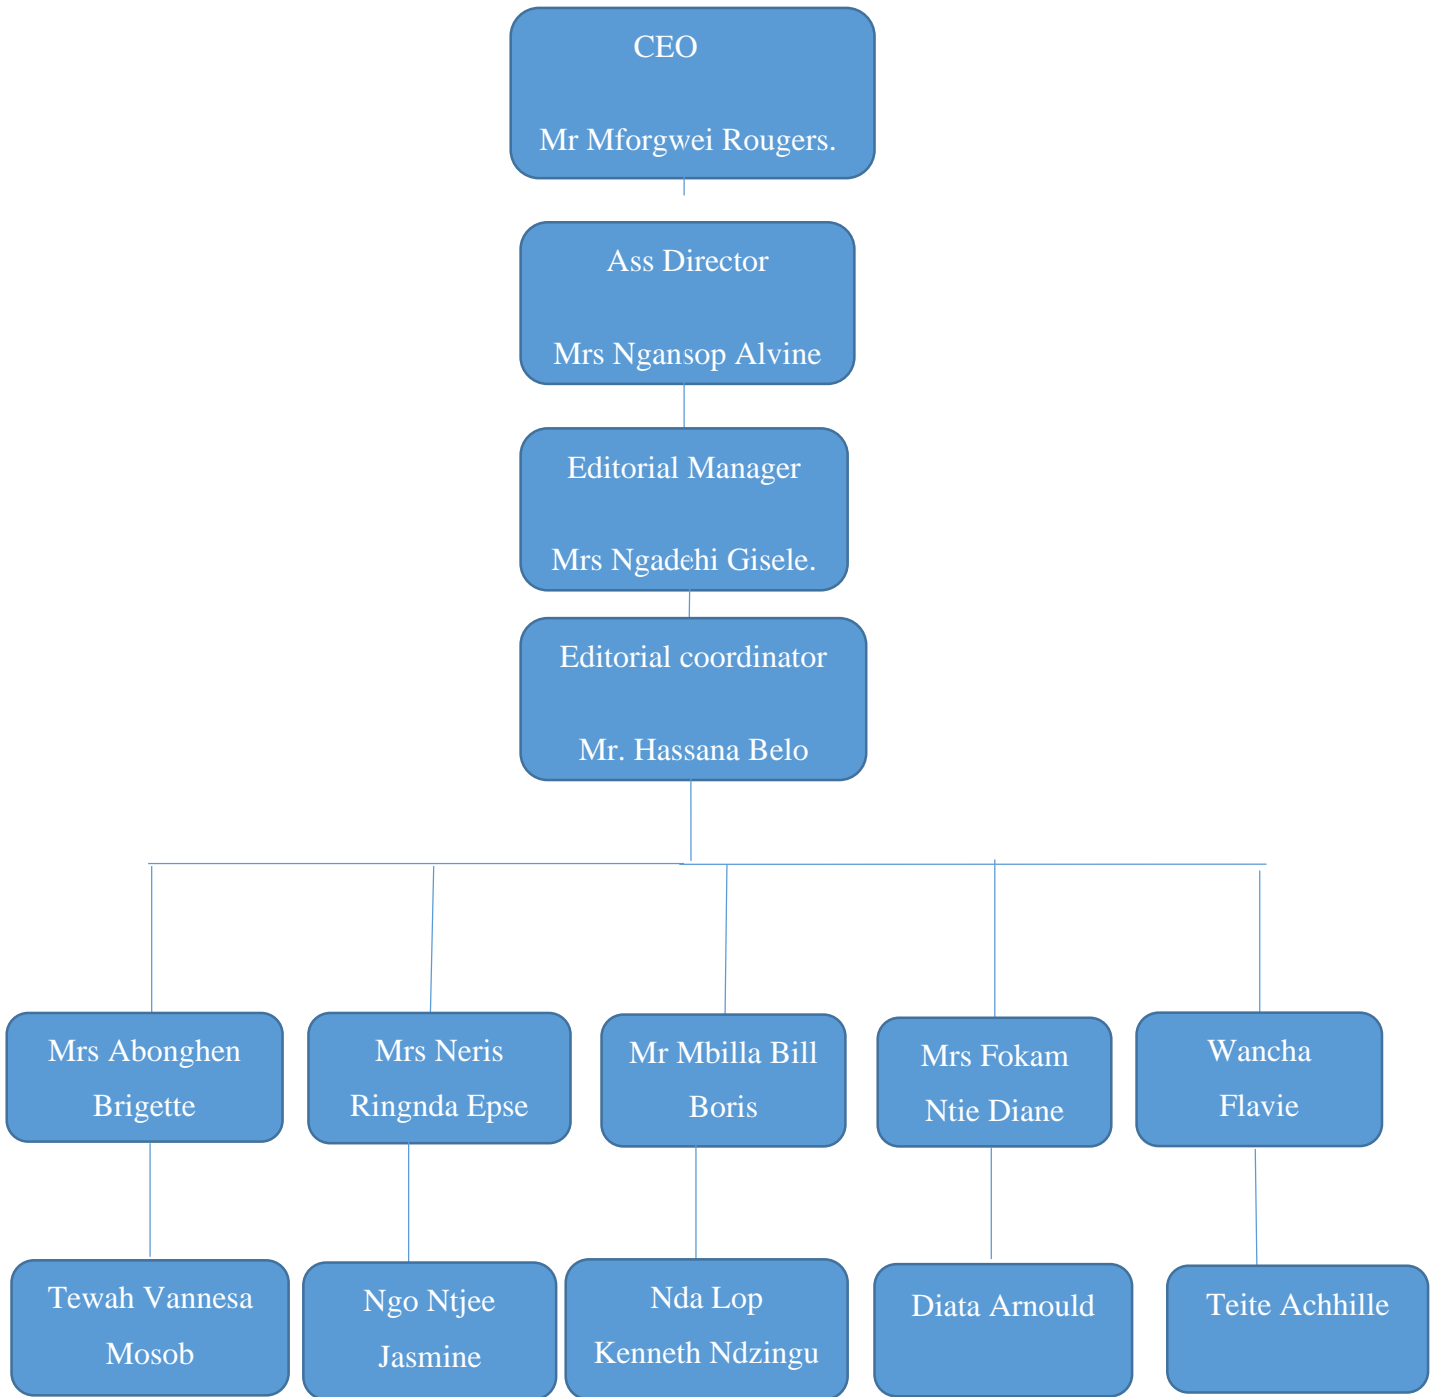 CEO
Mr Mforgwei Rougers.
Ass Director
Mrs Ngansop Alvine
Editorial Manager
Mrs Ngadehi Gisele.
Editorial coordinator
Mr. Hassana Belo
Mrs Abonghen
Brigette
Mrs Neris
Ringnda Epse
Mr Mbilla Bill
Boris
Mrs Fokam
Ntie Diane
Wancha
Flavie
Tewah Vannesa
Mosob
Ngo Ntjee
Jasmine
Nda Lop
Kenneth Ndzingu
Diata Arnould
Teite Achhille